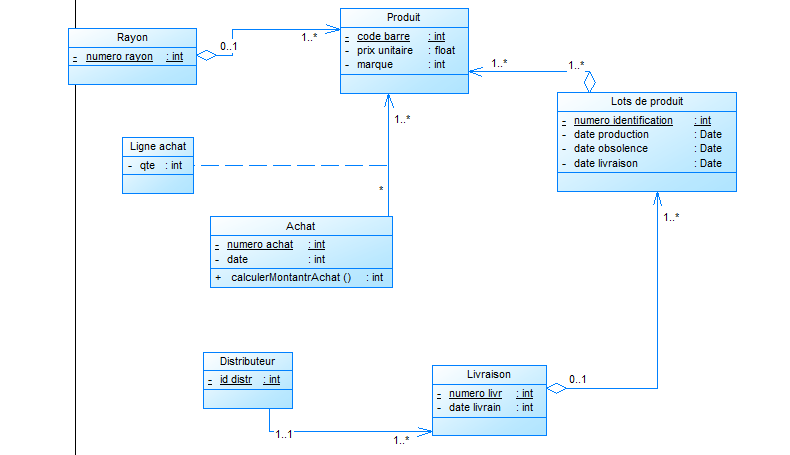 Rayon
- numero rayon : int
0..1
1..*
Produit
- code barre : int
- prix unitaire : float
- marque : int
1..*
1..*
Lots de produit
- numero identification : int
- date production : Date
- date obsolence : Date
- date livraison : Date
1..*
Ligne achat
- qte : int
*
1..*
Achat
- numero achat : int
- date : int
+ calculerMontantrAchat () : int
Distributeur
- id distr : int
1..1
1..*
Livraison
- numero livr : int
- date livrain : int
0..1